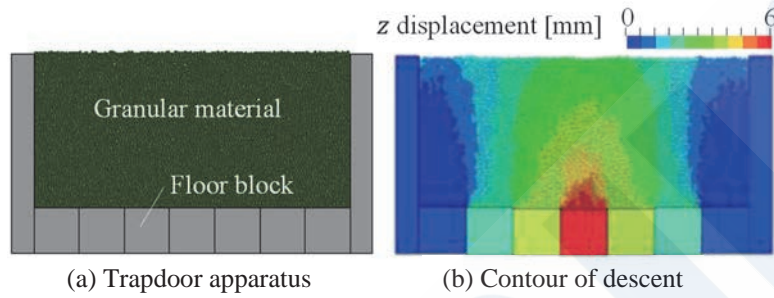 z displacement [mm]
0
6
Granular material
Floor block
(a) Trapdoor apparatus
(b) Contour of descent